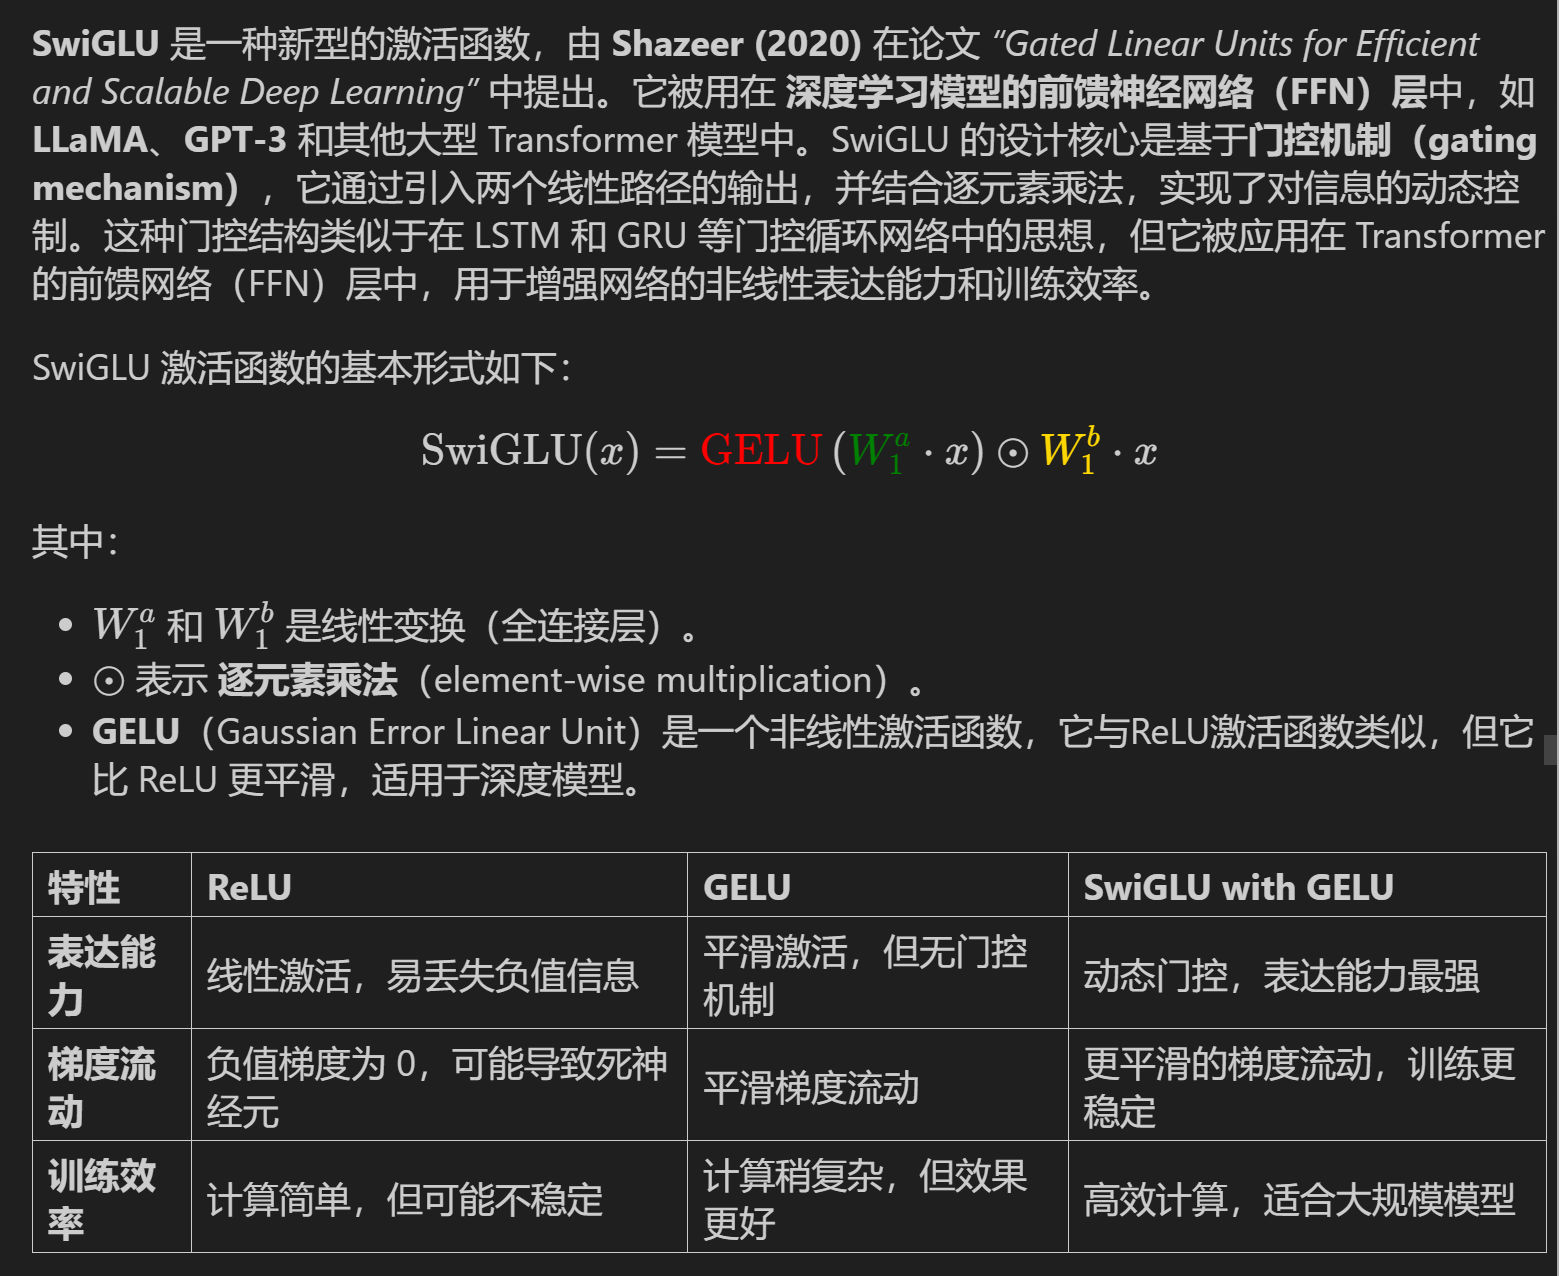 SwiGLU 是一种新型的激活函数，由 Shazeer (2020) 在论文 “Gated Linear Units for Efficient
and Scalable Deep Learning” 中提出。它被用在 深度学习模型的前馈神经网络（FFN）层中，如
LLaMA、GPT-3 和其他大型 Transformer 模型中。SwiGLU 的设计核心是基于门控机制（gating
mechanism），它通过引入两个线性路径的输出，并结合逐元素乘法，实现了对信息的动态控
制。这种门控结构类似于在 LSTM 和 GRU 等门控循环网络中的思想，但它被应用在 Transformer
的前馈网络（FFN）层中，用于增强网络的非线性表达能力和训练效率。
SwiGLU 激活函数的基本形式如下：
SwiGLU(x) = GELU (W_1^a · x) ⊙ W_1^b · x
其中：
• W_1^a 和 W_1^b 是线性变换（全连接层）。
• ⊙ 表示 逐元素乘法（element-wise multiplication）。
• GELU（Gaussian Error Linear Unit）是一个非线性激活函数，它与ReLU激活函数类似，但它
比 ReLU 更平滑，适用于深度模型。
特性 ReLU GELU SwiGLU with GELU
表达能
力
线性激活，易丢失负值信息
平滑激活，但无门控
机制
动态门控，表达能力最强
梯度流
动
负值梯度为 0，可能导致死神
经元
平滑梯度流动
更平滑的梯度流动，训练更
稳定
训练效
率
计算简单，但可能不稳定
计算稍复杂，但效果
更好
高效计算，适合大规模模型